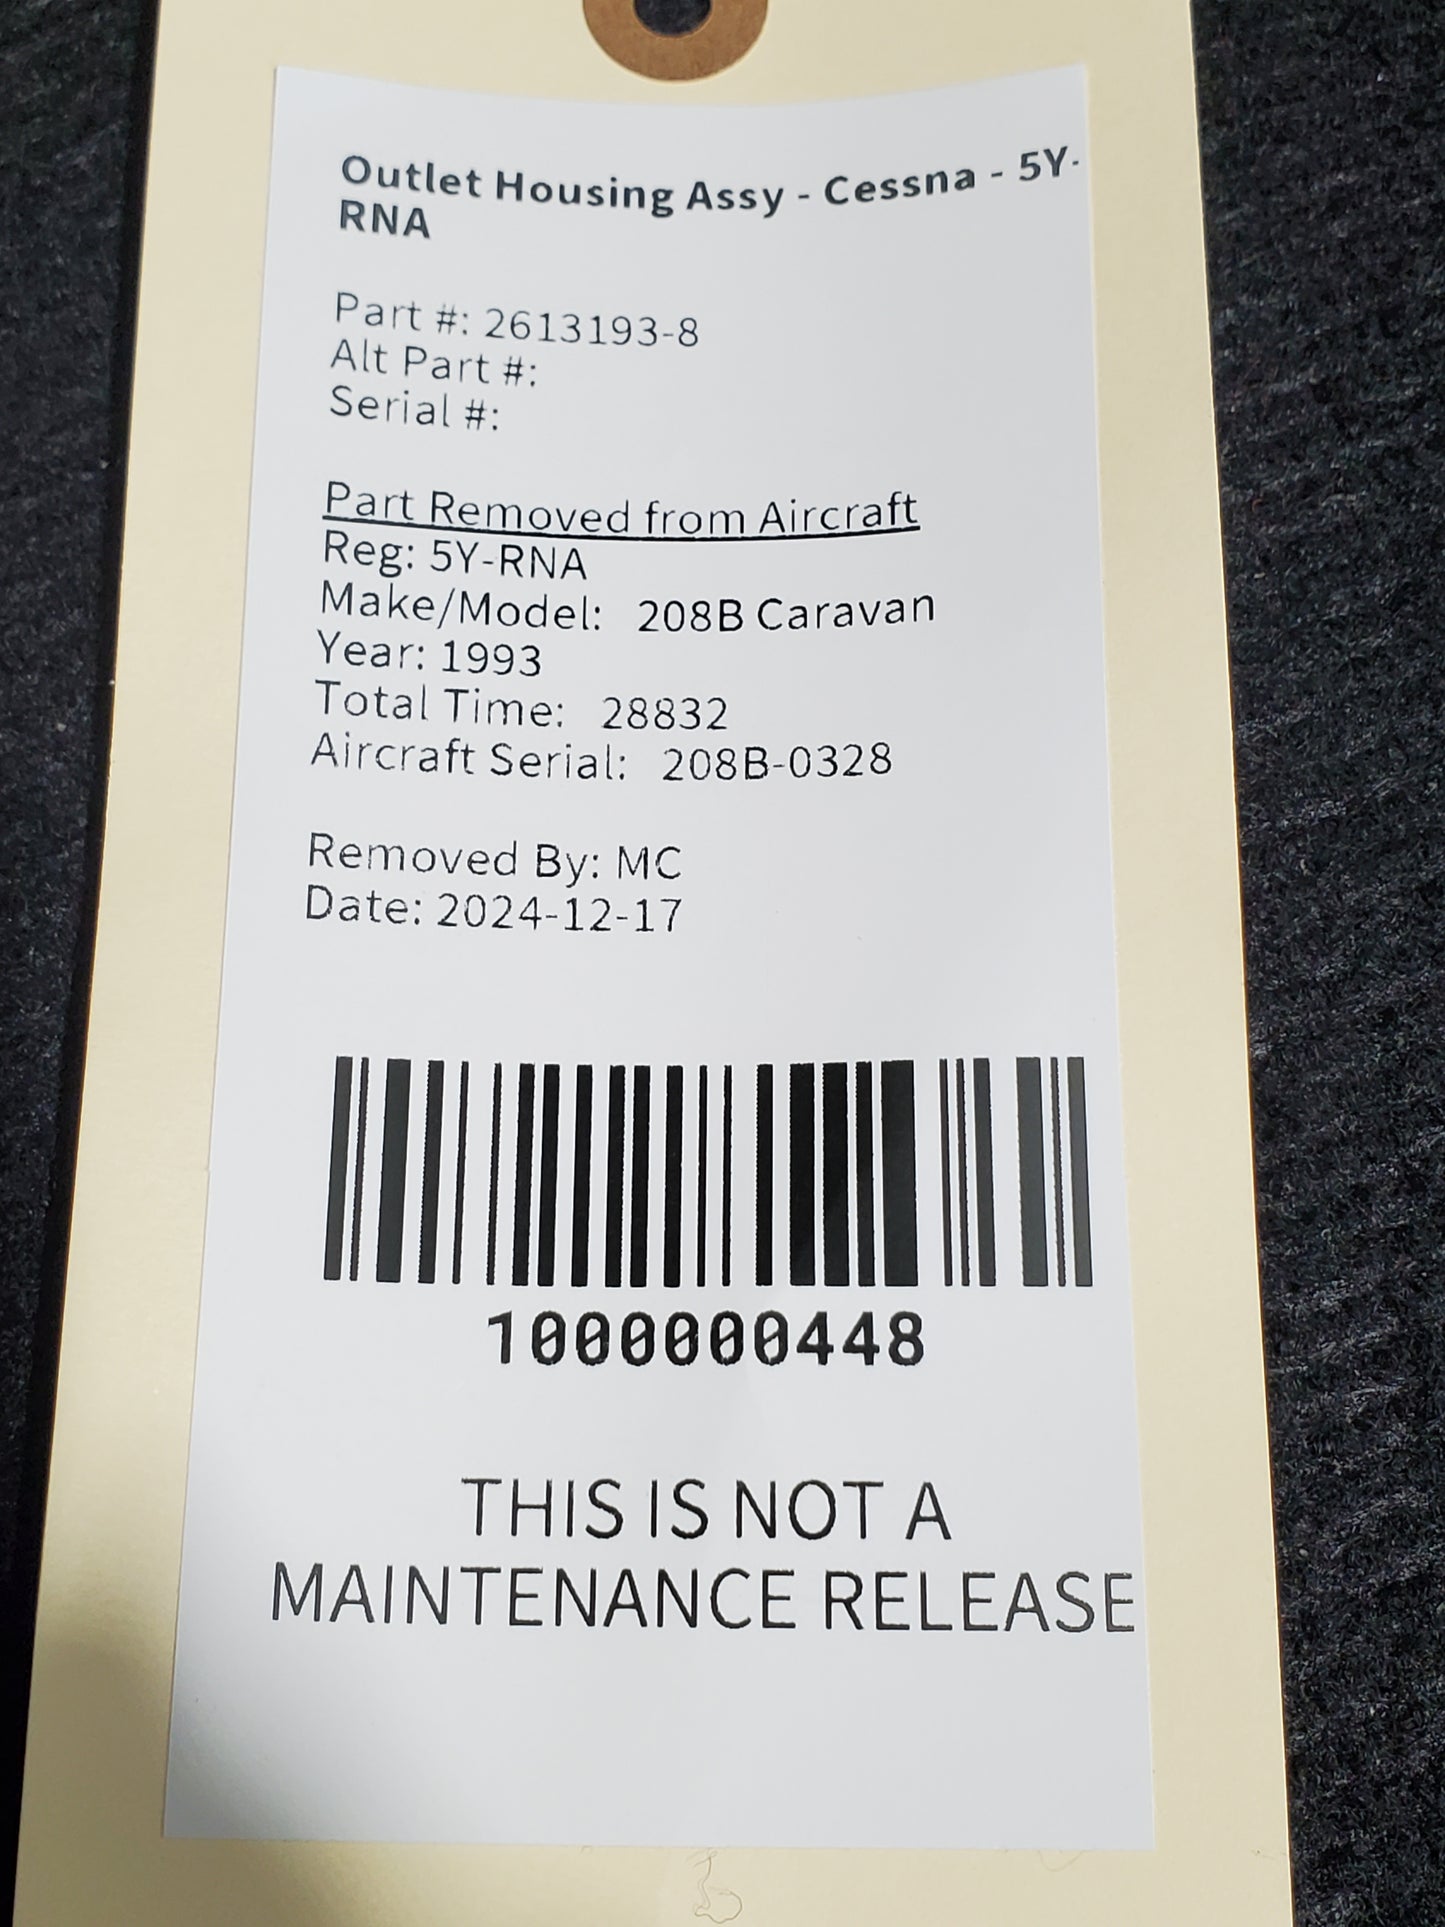 Outlet Housing Assy - Cessna - 5Y-
RNA
Part #: 2613193-8
Alt Part #:
Serial #:
Part Removed from Aircraft
Reg: 5Y-RNA
Make/Model: 208B Caravan
Year: 1993
Total Time: 28832
Aircraft Serial: 208B-0328
Removed By: MC
Date: 2024-12-17
1000000448
THIS IS NOT A
MAINTENANCE RELEASE